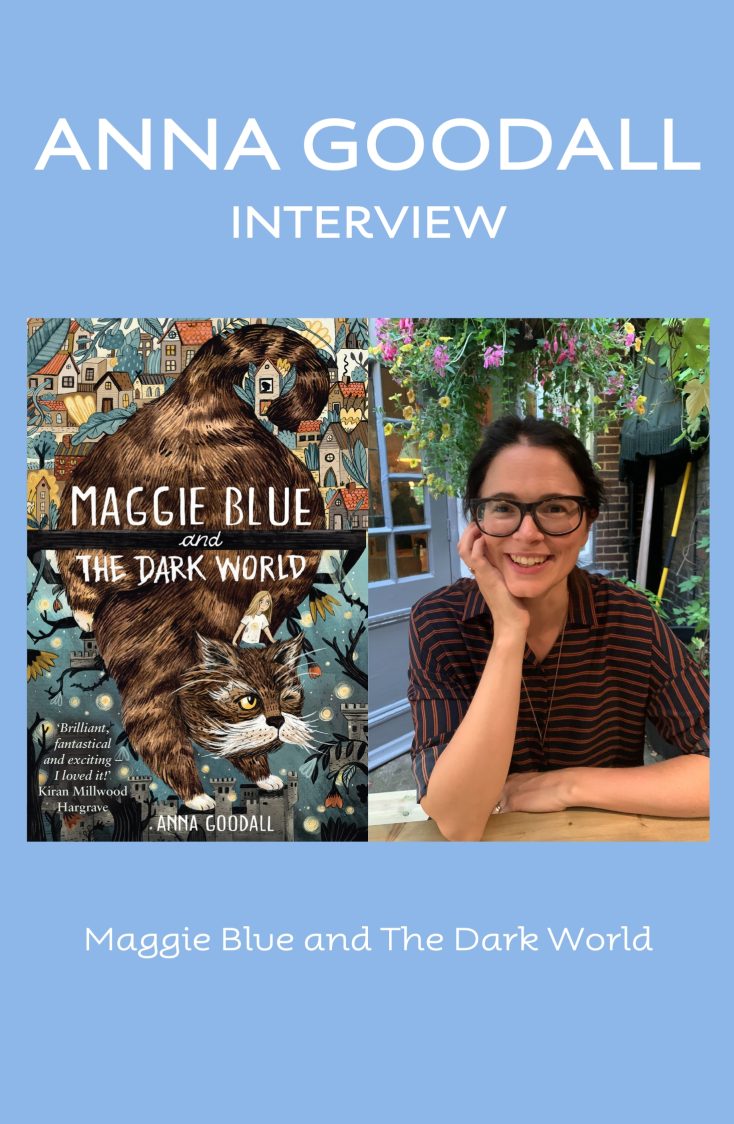 ANNA GOODALL
INTERVIEW
MAGGIE BLUE
and
THE DARK WORLD
'Brilliant,
fantastical
and exciting –
I loved it!'
Kiran Millwood
Hargrave
ANNA GOODALL
Maggie Blue and The Dark World